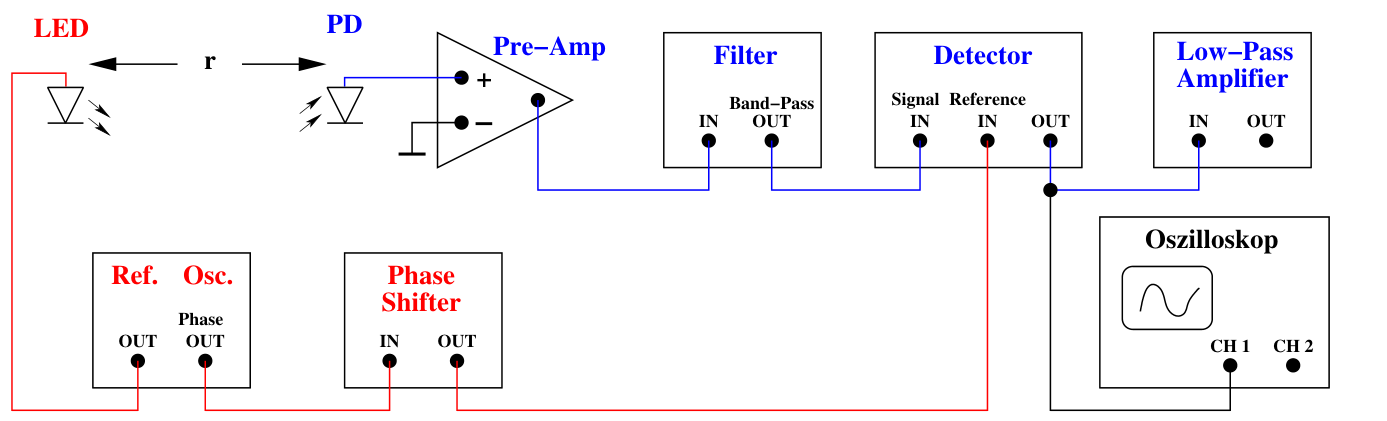 LED
r
PD
+
−
Pre−Amp
Filter
Band−Pass
IN OUT
Detector
Signal Reference
IN IN OUT
Low−Pass
Amplifier
IN OUT
Ref. Osc.
Phase
OUT OUT
Phase
Shifter
IN OUT
Oszilloskop
CH 1 CH 2